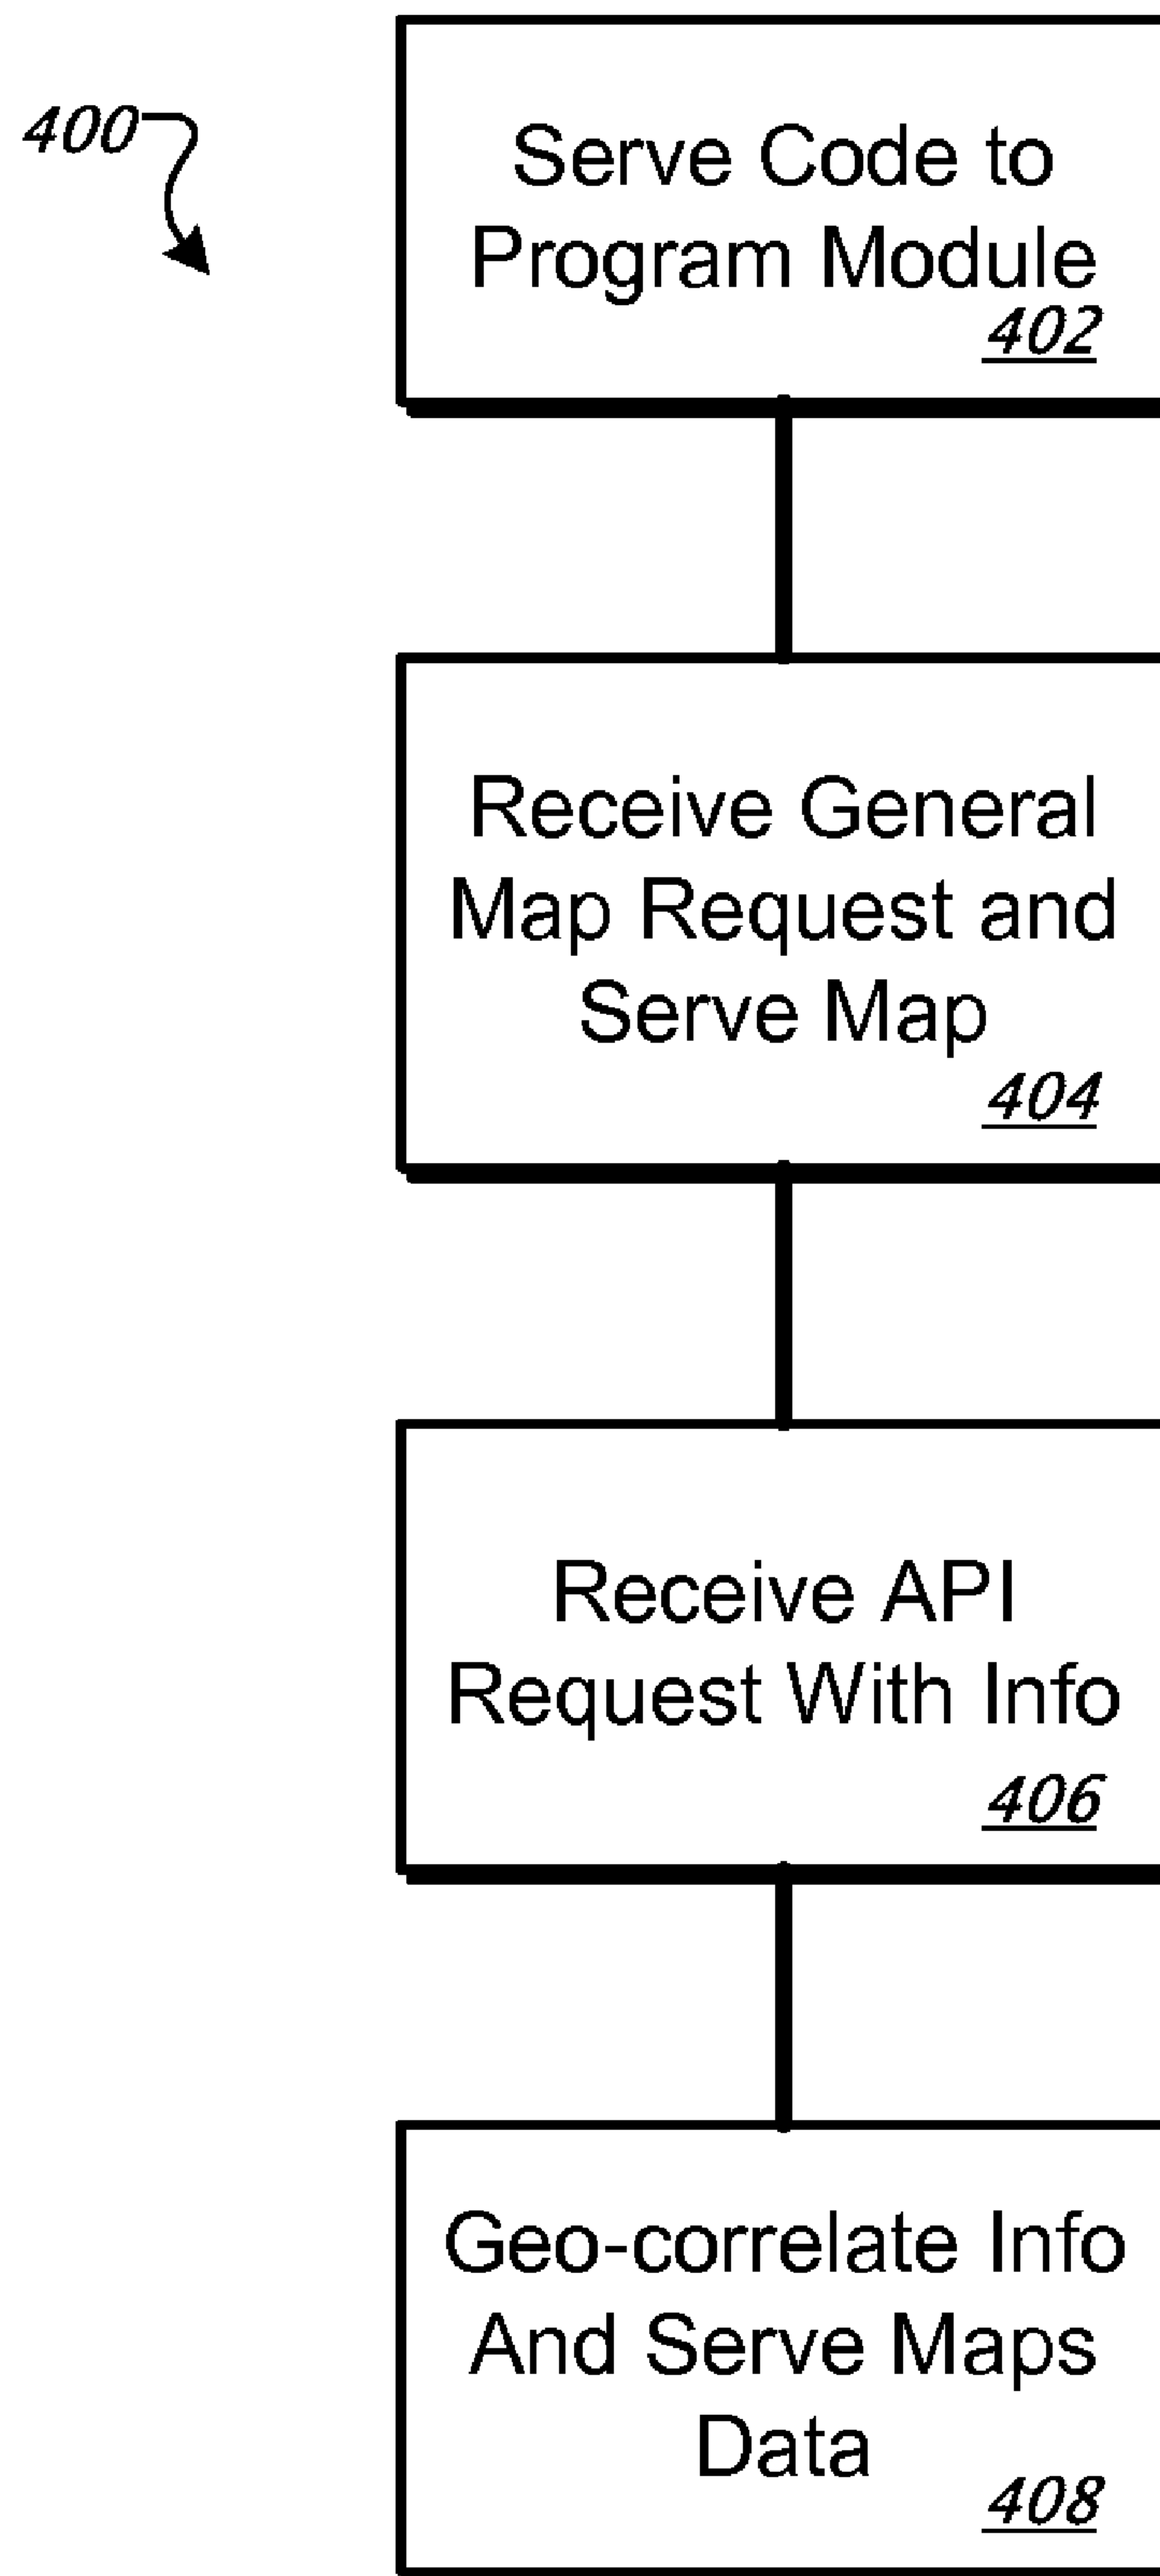 400
Serve Code to
Program Module
402
Receive General
Map Request and
Serve Map
404
Receive API
Request With Info
406
Geo-correlate Info
And Serve Maps
Data
408